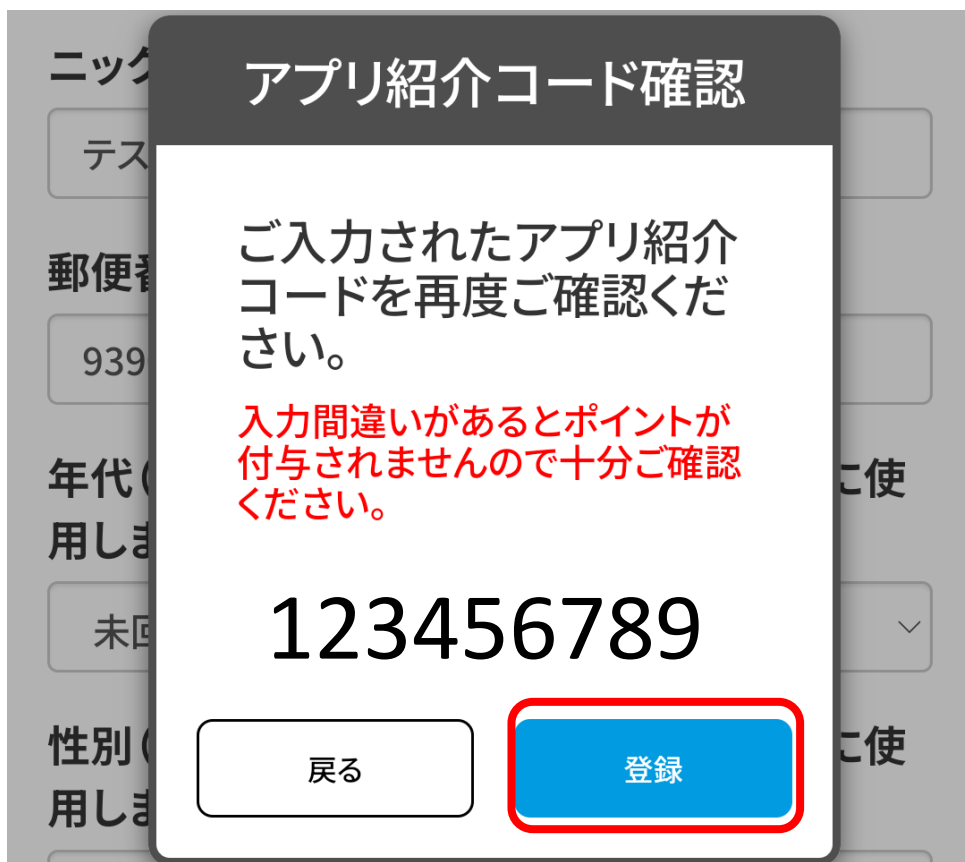 アプリ紹介コード確認
ご入力されたアプリ紹介
コードを再度ご確認くだ
さい。
入力間違いがあるとポイントが
付与されませんので十分ご確認
ください。
123456789
戻る
登録
ニック
テス
郵便番
939
年代(
に使
用しま
未回
性別(
に使
用しま